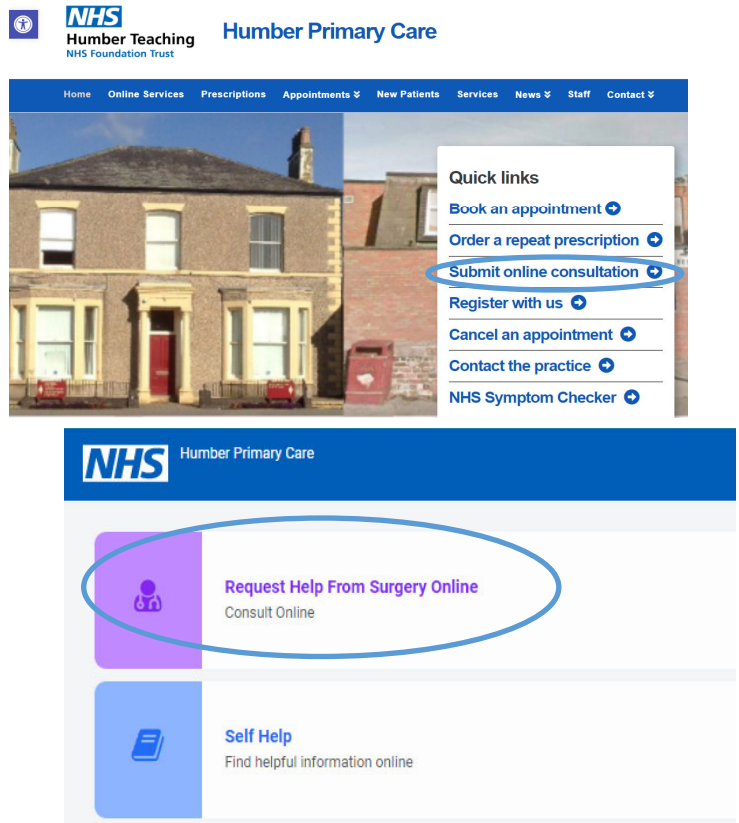 NHS
Humber Teaching
NHS Foundation Trust
Humber Primary Care
Home Online Services Prescriptions Appointments New Patients Services News Staff Contact
Quick links
Book an appointment
Order a repeat prescription
Submit online consultation
Register with us
Cancel an appointment
Contact the practice
NHS Symptom Checker
NHS Humber Primary Care
Request Help From Surgery Online
Consult Online
Self Help
Find helpful information online